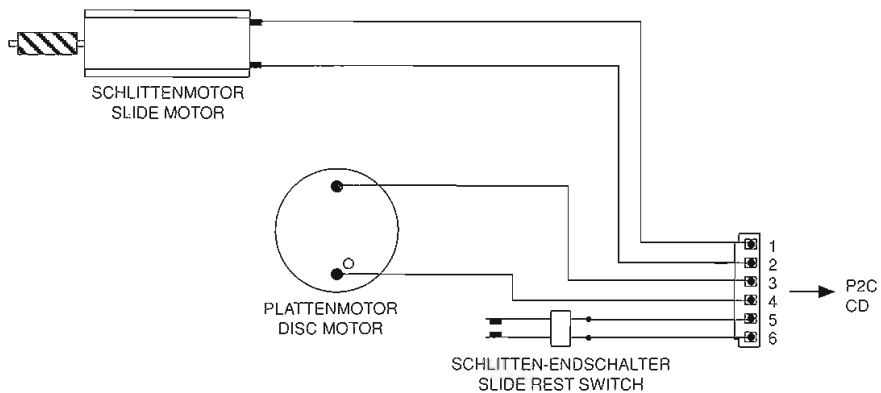 SCHLITTENMOTOR
SLIDE MOTOR
PLATTENMOTOR
DISC MOTOR
1
2
3
4
5
6
P2C
CD
SCHLITTEN-ENDSCHALTER
SLIDE REST SWITCH